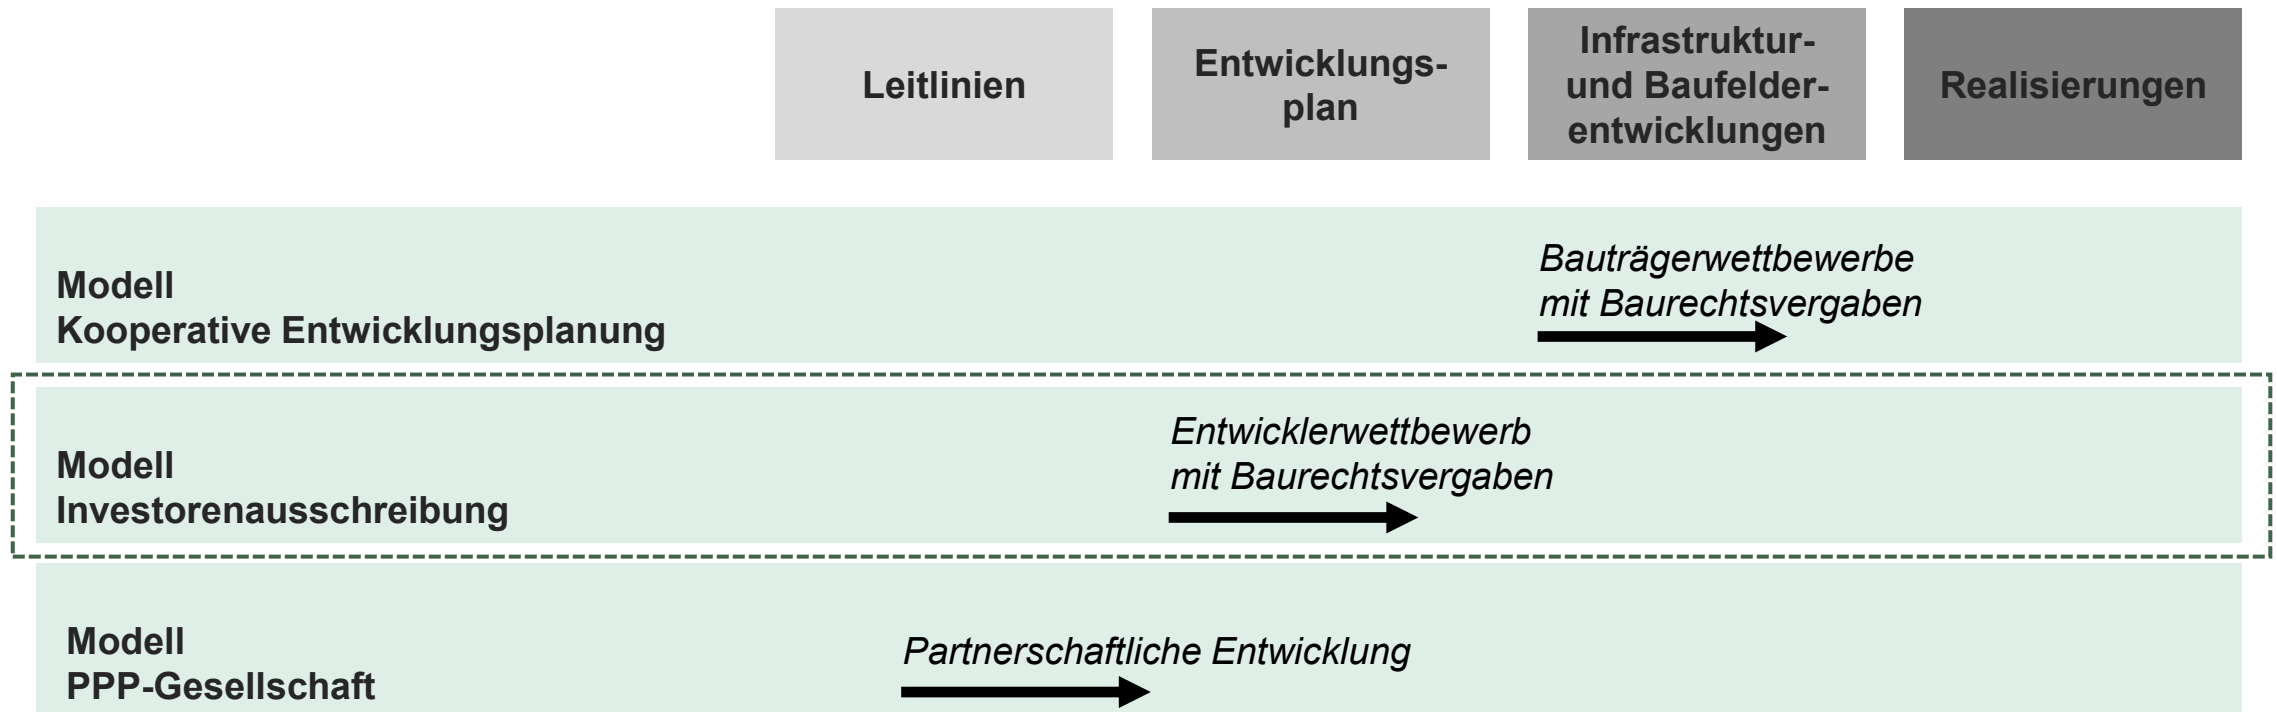 Leitlinien
Entwicklungs-
plan
Infrastruktur-
und Baufelder-
entwicklungen
Realisierungen
Modell
Kooperative Entwicklungsplanung
Bauträgerwettbewerbe
mit Baurechtsvergaben
Modell
Investorenausschreibung
Entwicklerwettbewerb
mit Baurechtsvergaben
Modell
PPP-Gesellschaft
Partnerschaftliche Entwicklung